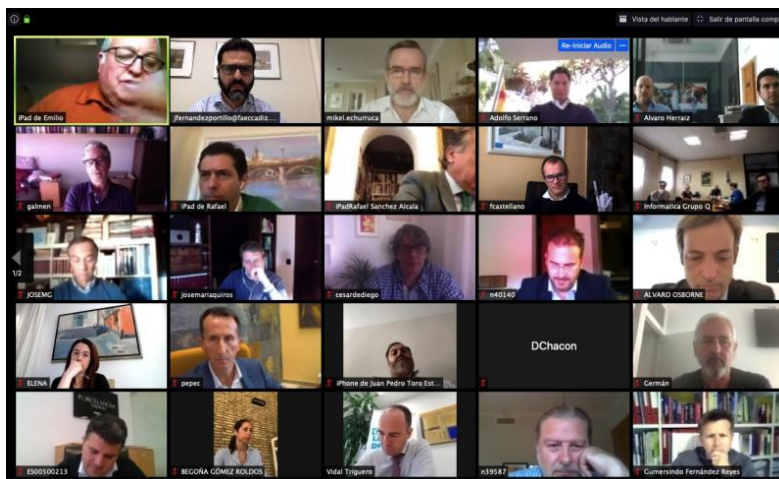 Vista del hablante
Salir de pantalla comp
Re-iniciar Audio ...
iPad de Emilio
jfernandezportillo@faeccadiz....
mikel.echurruca
Adolfo Serrano
Alvaro Herraiz
galmen
iPad de Rafael
iPadRafael Sanchez Alcala
fcastellano
Informatica Grupo Q
1/2
JOSEMG
josemariaquiros
cesardediego
n40140
ALVARO OSBORNE
ELENA
pepec
iPhone de Juan Pedro Toro Est...
DChacon
Germán
ES00500213
BEGOÑA GÓMEZ ROLDOS
Vidal Triguero
n39587
Gumersindo Fernández Reyes